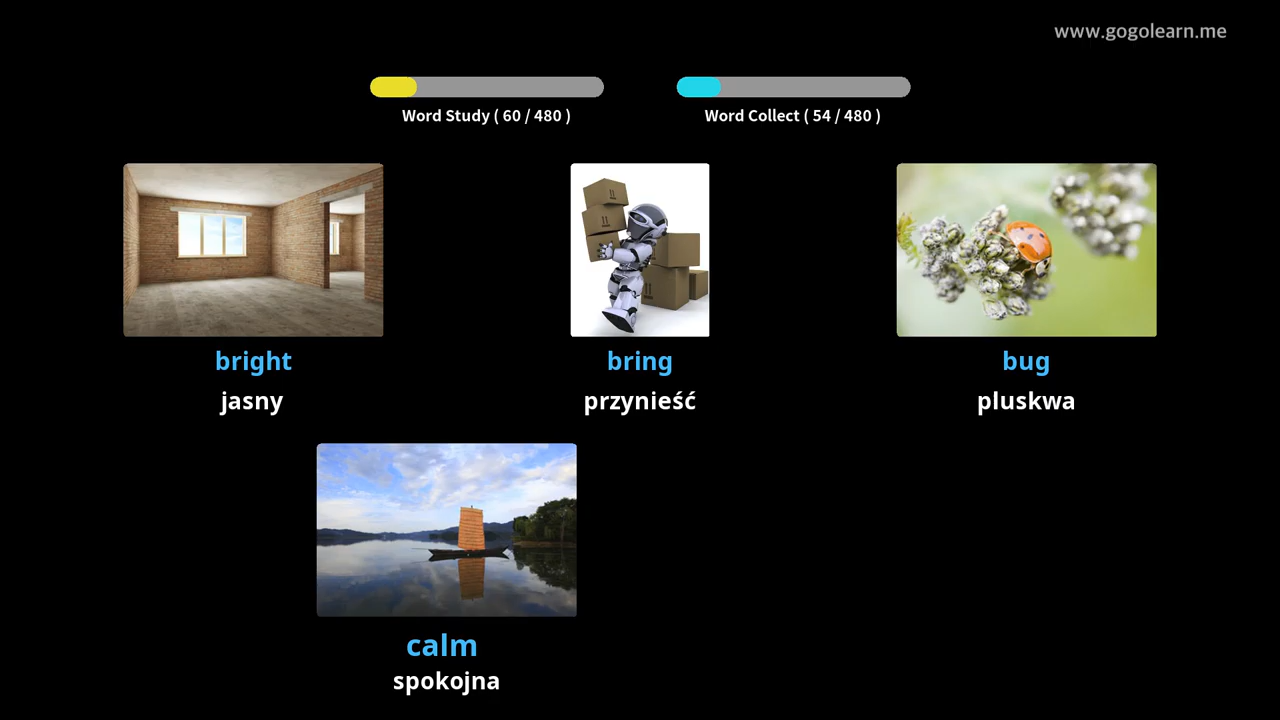 www.gogolearn.me
Word Study ( 60 / 480 )
Word Collect ( 54 / 480 )
bright
jasny
bring
przynieść
bug
pluskwa
calm
spokojna